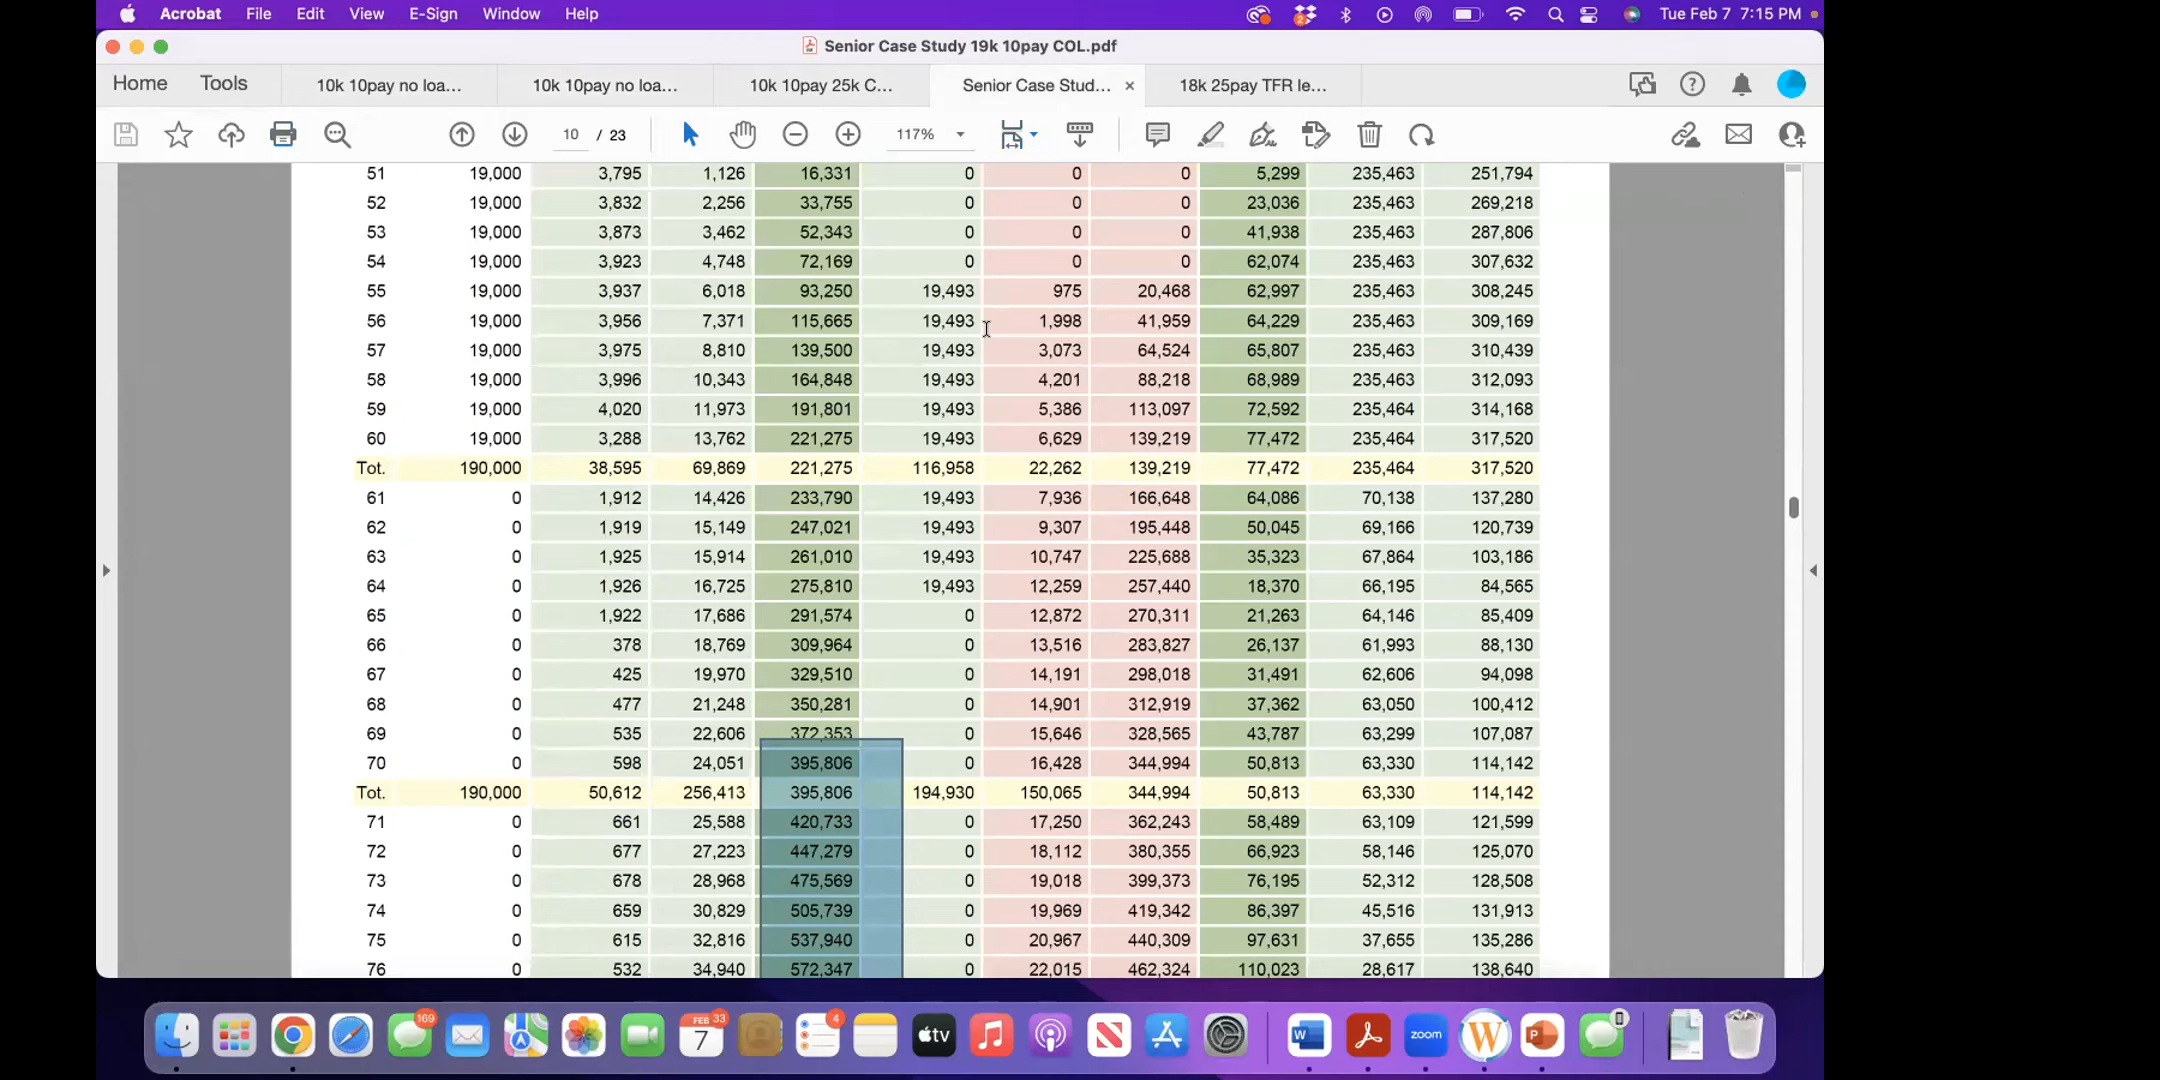 Acrobat File Edit View E-Sign Window Help 2 Tue Feb 7 7:15 PM
Senior Case Study 19k 10pay COL.pdf
Home Tools 10k 10pay no loa... 10k 10pay no loa... 10k 10pay 25k C... Senior Case Stud... × 18k 25pay TFR le...
10 / 23 117%
51 19,000 3,795 1,126 16,331 0 0 0 5,299 235,463 251,794
52 19,000 3,832 2,256 33,755 0 0 0 23,036 235,463 269,218
53 19,000 3,873 3,462 52,343 0 0 0 41,938 235,463 287,806
54 19,000 3,923 4,748 72,169 0 0 0 62,074 235,463 307,632
55 19,000 3,937 6,018 93,250 19,493 975 20,468 62,997 235,463 308,245
56 19,000 3,956 7,371 115,665 19,493 1,998 41,959 64,229 235,463 309,169
57 19,000 3,975 8,810 139,500 19,493 3,073 64,524 65,807 235,463 310,439
58 19,000 3,996 10,343 164,848 19,493 4,201 88,218 68,989 235,463 312,093
59 19,000 4,020 11,973 191,801 19,493 5,386 113,097 72,592 235,464 314,168
60 19,000 3,288 13,762 221,275 19,493 6,629 139,219 77,472 235,464 317,520
Tot. 190,000 38,595 69,869 221,275 116,958 22,262 139,219 77,472 235,464 317,520
61 0 1,912 14,426 233,790 19,493 7,936 166,648 64,086 70,138 137,280
62 0 1,919 15,149 247,021 19,493 9,307 195,448 50,045 69,166 120,739
63 0 1,925 15,914 261,010 19,493 10,747 225,688 35,323 67,864 103,186
64 0 1,926 16,725 275,810 19,493 12,259 257,440 18,370 66,195 84,565
65 0 1,922 17,686 291,574 0 12,872 270,311 21,263 64,146 85,409
66 0 378 18,769 309,964 0 13,516 283,827 26,137 61,993 88,130
67 0 425 19,970 329,510 0 14,191 298,018 31,491 62,606 94,098
68 0 477 21,248 350,281 0 14,901 312,919 37,362 63,050 100,412
69 0 535 22,606 372,353 0 15,646 328,565 43,787 63,299 107,087
70 0 598 24,051 395,806 0 16,428 344,994 50,813 63,330 114,142
Tot. 190,000 50,612 256,413 395,806 194,930 150,065 344,994 50,813 63,330 114,142
71 0 661 25,588 420,733 0 17,250 362,243 58,489 63,109 121,599
72 0 677 27,223 447,279 0 18,112 380,355 66,923 58,146 125,070
73 0 678 28,968 475,569 0 19,018 399,373 76,195 52,312 128,508
74 0 659 30,829 505,739 0 19,969 419,342 86,397 45,516 131,913
75 0 615 32,816 537,940 0 20,967 440,309 97,631 37,655 135,286
76 0 532 34,940 572,347 0 22,015 462,324 110,023 28,617 138,640
169 FEB 33 7 4 tv W zoom W P